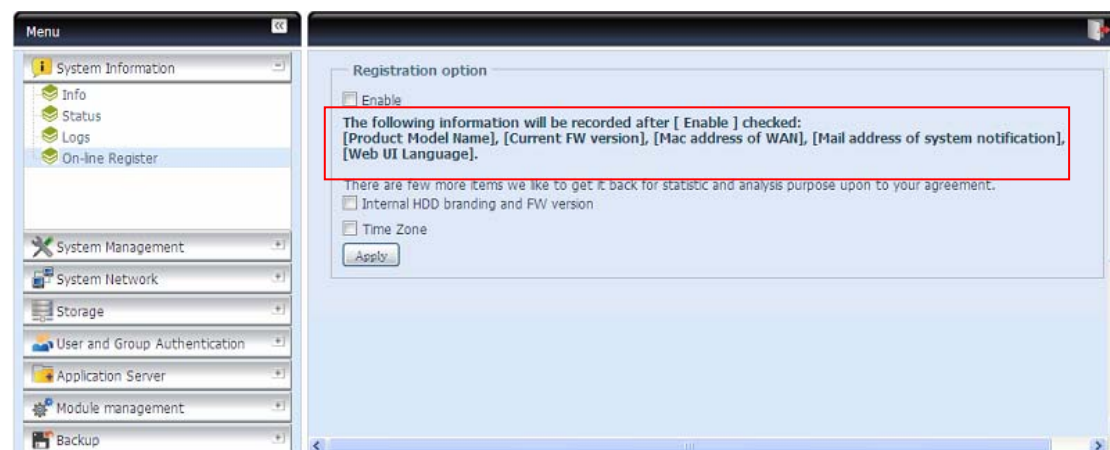 Menu
System Information
Info
Status
Logs
On-line Register
System Management
System Network
Storage
User and Group Authentication
Application Server
Module management
Backup
Registration option
Enable
The following information will be recorded after [ Enable ] checked:
[Product Model Name], [Current FW version], [Mac address of WAN], [Mail address of system notification],
[Web UI Language].
There are few more items we like to get it back for statistic and analysis purpose upon to your agreement.
Internal HDD branding and FW version
Time Zone
Apply